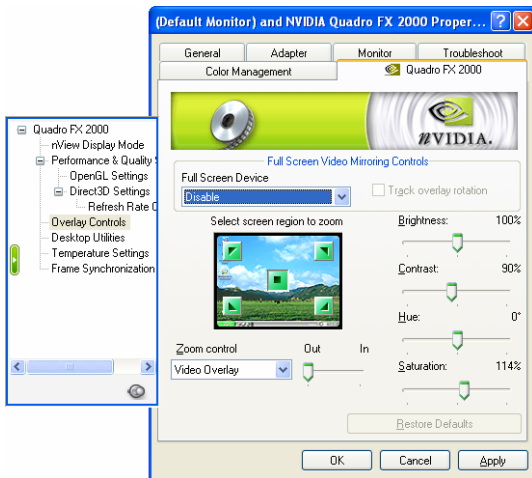 (Default Monitor) and NVIDIA Quadro FX 2000 Proper...
General
Adapter
Monitor
Troubleshoot
Color Management
Quadro FX 2000
NVIDIA.
Quadro FX 2000
nView Display Mode
Performance & Quality
OpenGL Settings
Direct3D Settings
Refresh Rate
Overlay Controls
Desktop Utilities
Temperature Settings
Frame Synchronization
Full Screen Video Mirroring Controls
Full Screen Device
Disable
Track overlay rotation
Select screen region to zoom
Zoom control
Out
In
Video Overlay
Brightness:
100%
Contrast:
90%
Hue:
0°
Saturation:
114%
Restore Defaults
OK
Cancel
Apply